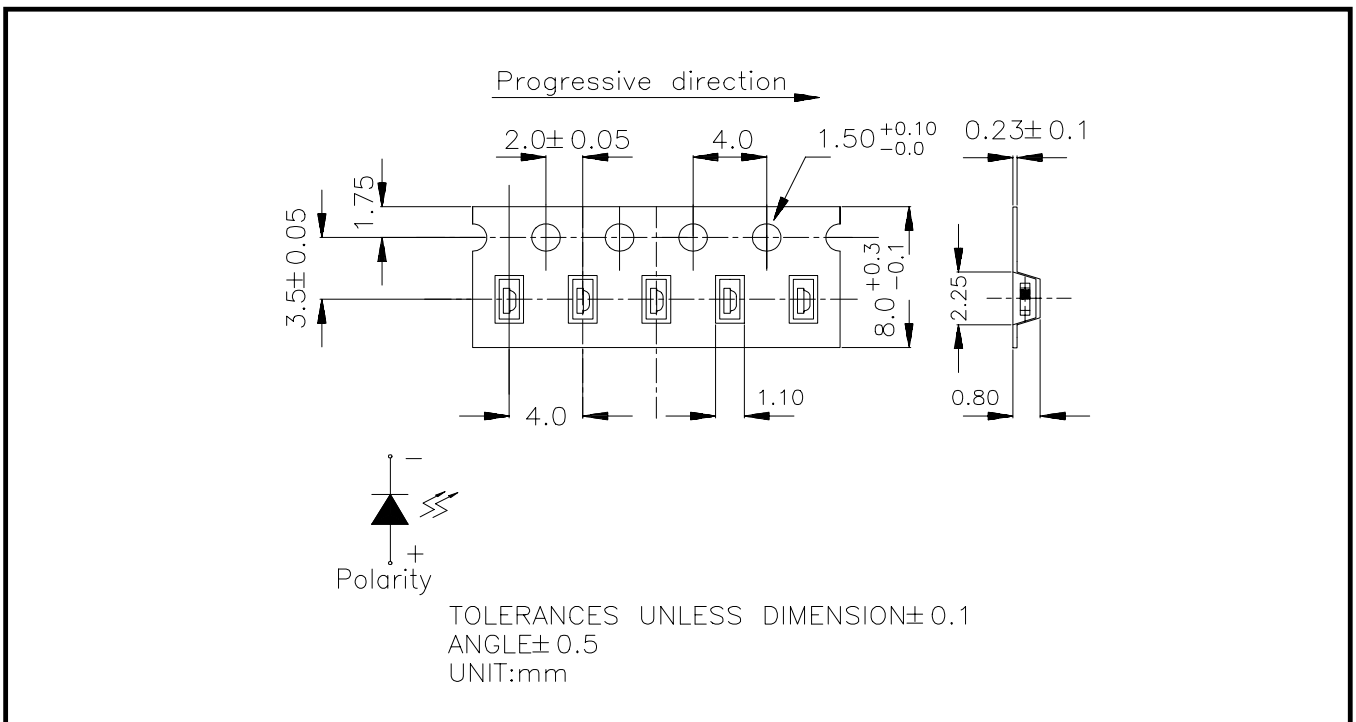 Progressive direction
2.0±0.05
4.0
1.50 +0.10 -0.0
0.23±0.1
1.75
3.5±0.05
8.0 +0.3 -0.1
2.25
4.0
1.10
0.80
−
+
Polarity
TOLERANCES UNLESS DIMENSION±0.1
ANGLE±0.5
UNIT:mm